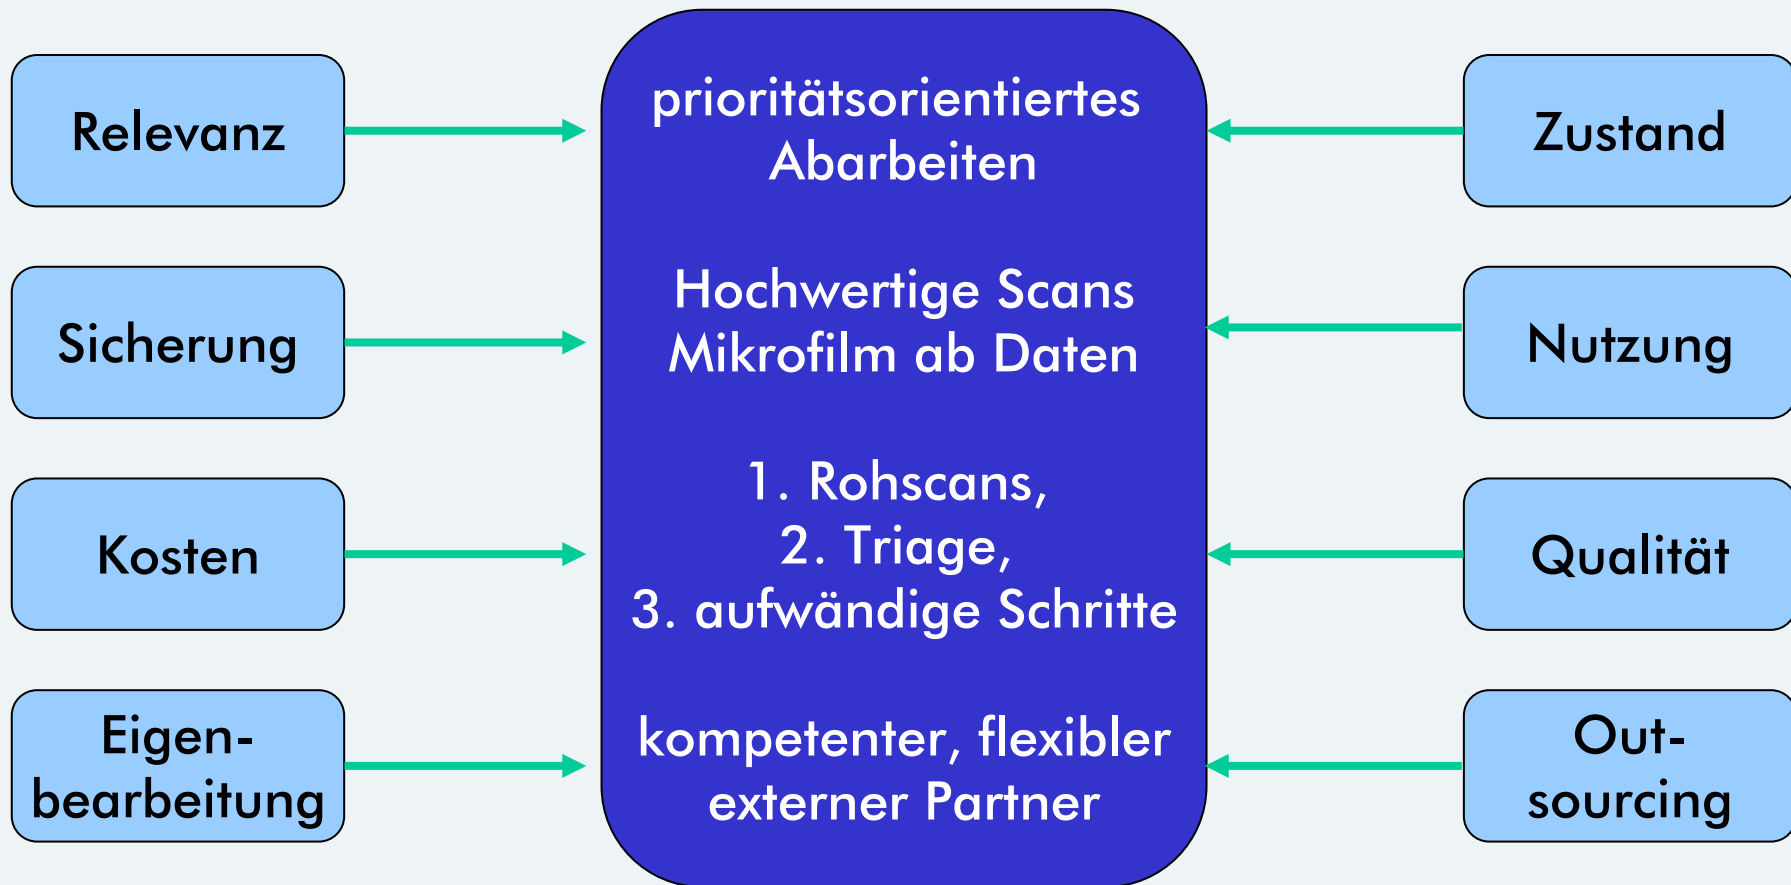 Relevanz
Sicherung
Kosten
Eigen-
bearbeitung
prioritätsorientiertes
Abarbeiten
Hochwertige Scans
Mikrofilm ab Daten
1. Rohscans,
2. Triage,
3. aufwändige Schritte
kompetenter, flexibler
externer Partner
Zustand
Nutzung
Qualität
Out-
sourcing